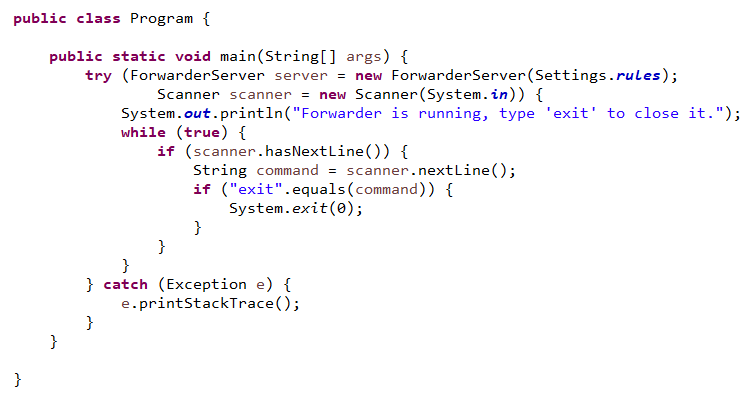 public class Program {
    public static void main(String[] args) {
        try (ForwarderServer server = new ForwarderServer(Settings.rules);
                Scanner scanner = new Scanner(System.in)) {
            System.out.println("Forwarder is running, type 'exit' to close it.");
            while (true) {
                if (scanner.hasNextLine()) {
                    String command = scanner.nextLine();
                    if ("exit".equals(command)) {
                        System.exit(0);
                    }
                }
            }
        } catch (Exception e) {
            e.printStackTrace();
        }
    }
}